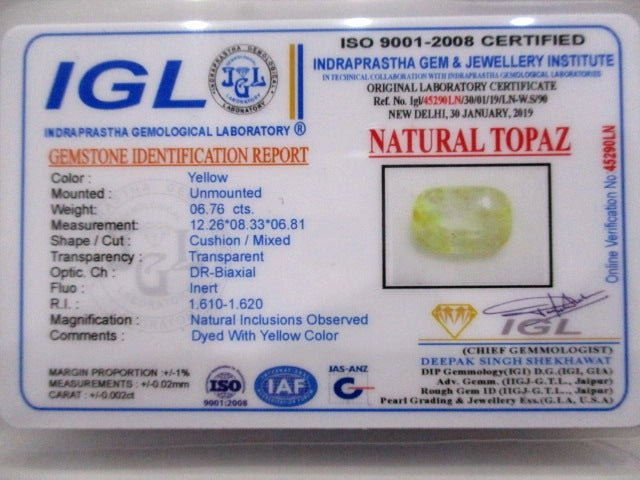 IGL
INDRAPRASTHA GEMOLOGICAL LABORATORY
IGL
INDRAPRASTHA GEMOLOGICAL LABORATORY ®
GEMSTONE IDENTIFICATION REPORT
Color : Yellow
Mounted : Unmounted
Weight: 06.76 cts.
Measurement: 12.26*08.33*06.81
Shape / Cut : Cushion / Mixed
Transparency : Transparent
Optic. Ch : DR-Biaxial
Fluo : Inert
R.I. : 1.610-1.620
Magnification : Natural Inclusions Observed
Comments : Dyed With Yellow Color
MARGIN PROPORTION :+/-1%
MEASUREMENTS : +/-0.02mm
CARAT : +/-0.002ct
ISO
9001:2008
IAF
JAS-ANZ
ISO 9001-2008 CERTIFIED
INDRAPRASTHA GEM & JEWELLERY INSTITUTE
IN TECHNICAL COLLABORATION WITH INDRAPRASTHA GEMOLOGICAL LABORATORIES
ORIGINAL LABORATORY CERTIFICATE
Ref. No. Igl/45290LN/30/01/19/LN-W.S/90
NEW DELHI, 30 JANUARY, 2019
NATURAL TOPAZ
Online Verification No 45290LN
IGL
(CHIEF GEMMOLOGIST)
DEEPAK SINGH SHEKHAWAT
DIP Gemmology(IGI) D.G.(IGI, GIA)
Adv. Gemm. (IIGJ-G.T.L., Jaipur)
Rough Gem ID (IIGJ-G.T.L., Jaipur)
Pearl Grading & Jewellery Ess.(G.I.A, U.S.A)